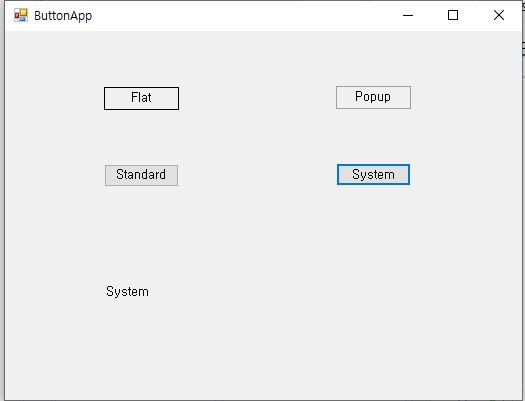 ButtonApp
Flat
Popup
Standard
System
System